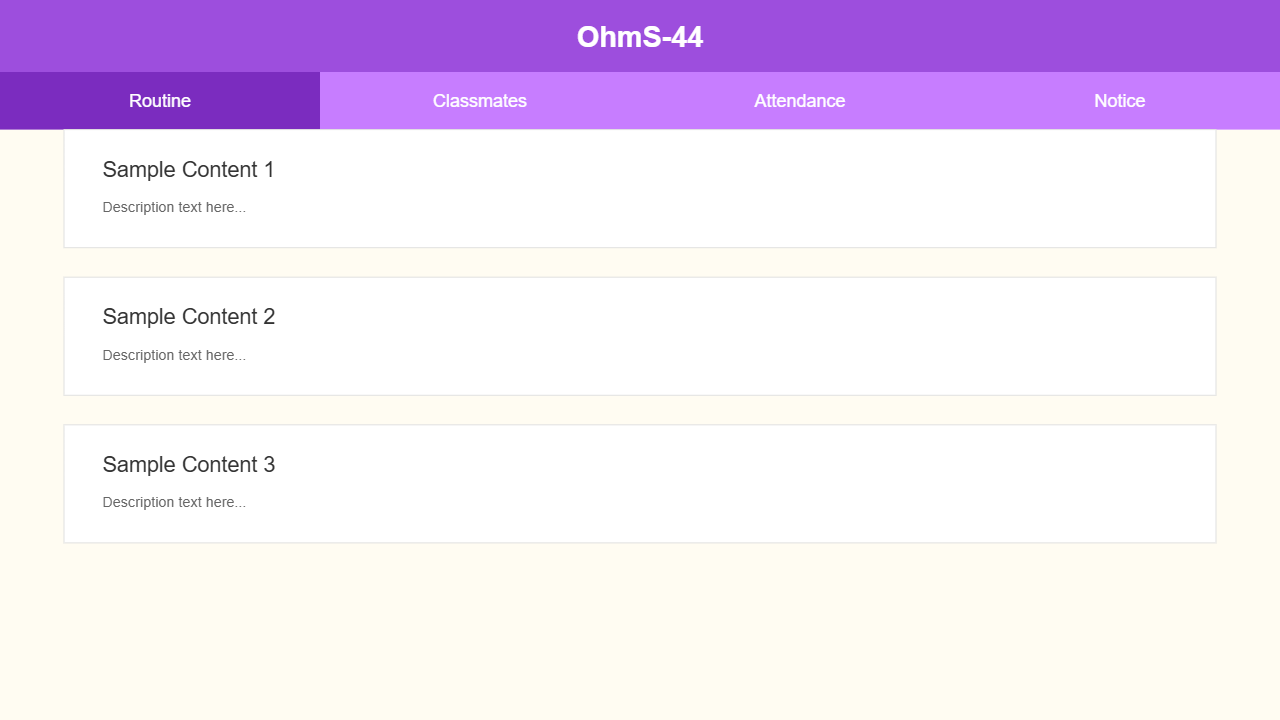 OhmS-44
Routine Classmates Attendance Notice
Sample Content 1
Description text here...
Sample Content 2
Description text here...
Sample Content 3
Description text here...